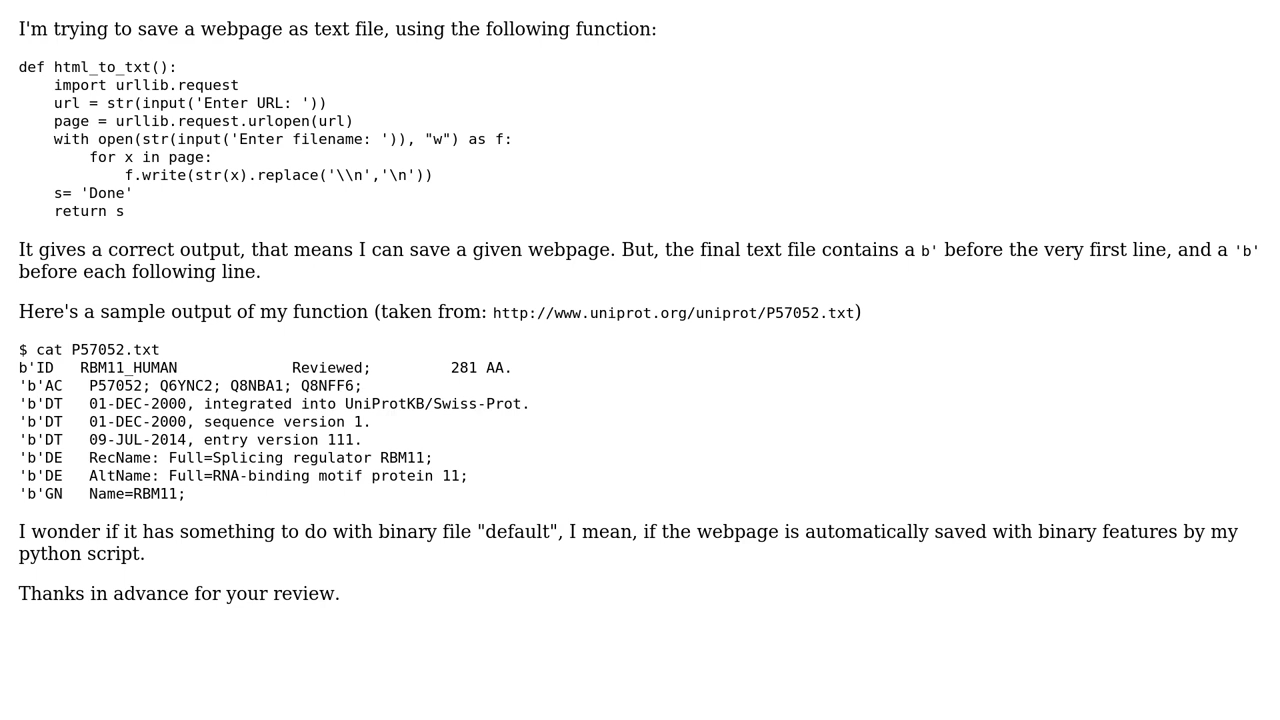 I'm trying to save a webpage as text file, using the following function:
def html_to_txt():
    import urllib.request
    url = str(input('Enter URL: '))
    page = urllib.request.urlopen(url)
    with open(str(input('Enter filename: ')), "w") as f:
        for x in page:
            f.write(str(x).replace('\\n','\n'))
    s= 'Done'
    return s
It gives a correct output, that means I can save a given webpage. But, the final text file contains a b' before the very first line, and a 'b'
before each following line.
Here's a sample output of my function (taken from: http://www.uniprot.org/uniprot/P57052.txt)
$ cat P57052.txt
b'ID   RBM11_HUMAN             Reviewed;         281 AA.
'b'AC   P57052; Q6YNC2; Q8NBA1; Q8NFF6;
'b'DT   01-DEC-2000, integrated into UniProtKB/Swiss-Prot.
'b'DT   01-DEC-2000, sequence version 1.
'b'DT   09-JUL-2014, entry version 111.
'b'DE   RecName: Full=Splicing regulator RBM11;
'b'DE   AltName: Full=RNA-binding motif protein 11;
'b'GN   Name=RBM11;
I wonder if it has something to do with binary file "default", I mean, if the webpage is automatically saved with binary features by my
python script.
Thanks in advance for your review.